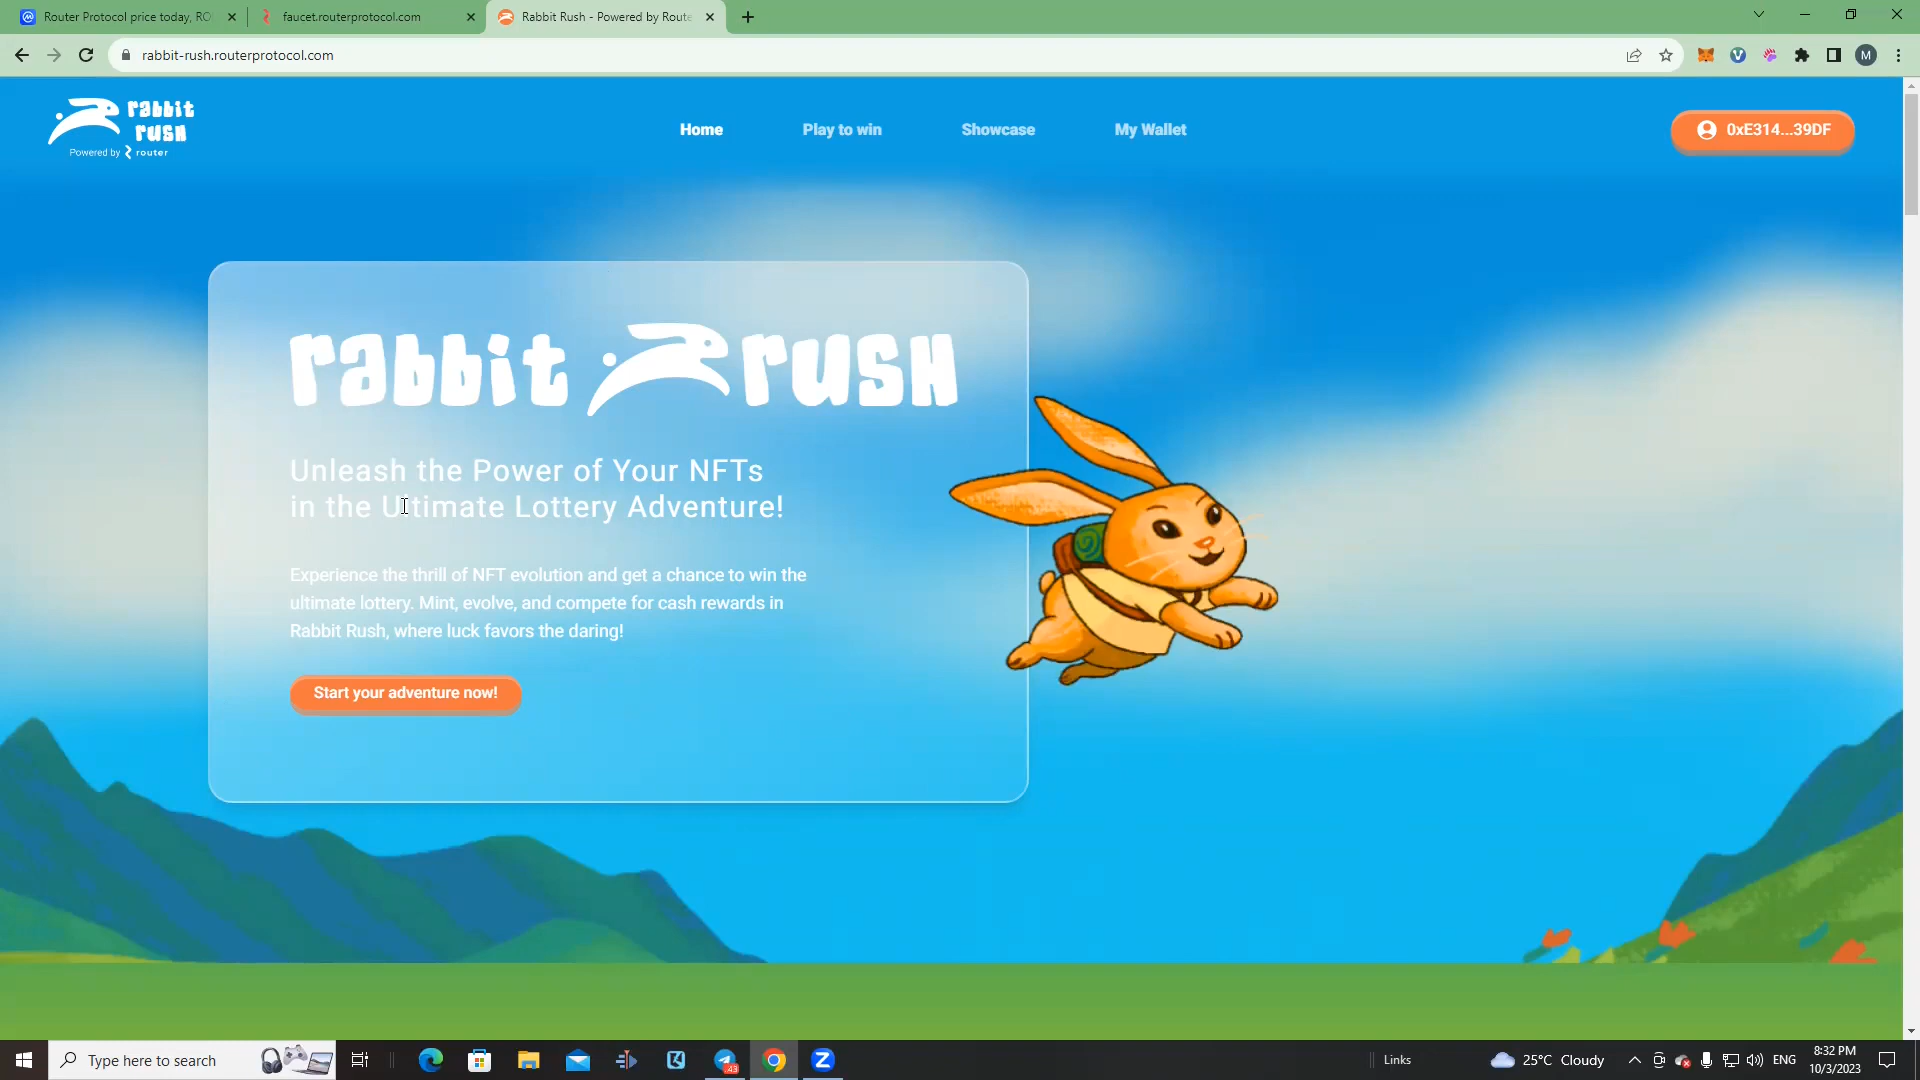 Router Protocol price today, RO
faucet.routerprotocol.com
Rabbit Rush - Powered by Route
rabbit-rush.routerprotocol.com
M
rabbit
rush
Powered by router
Home
Play to win
Showcase
My Wallet
0xE314...39DF
rabbit rush
Unleash the Power of Your NFTs
in the Ultimate Lottery Adventure!
Experience the thrill of NFT evolution and get a chance to win the
ultimate lottery. Mint, evolve, and compete for cash rewards in
Rabbit Rush, where luck favors the daring!
Start your adventure now!
Type here to search
43
Z
Links
25°C Cloudy
ENG
8:32 PM
10/3/2023